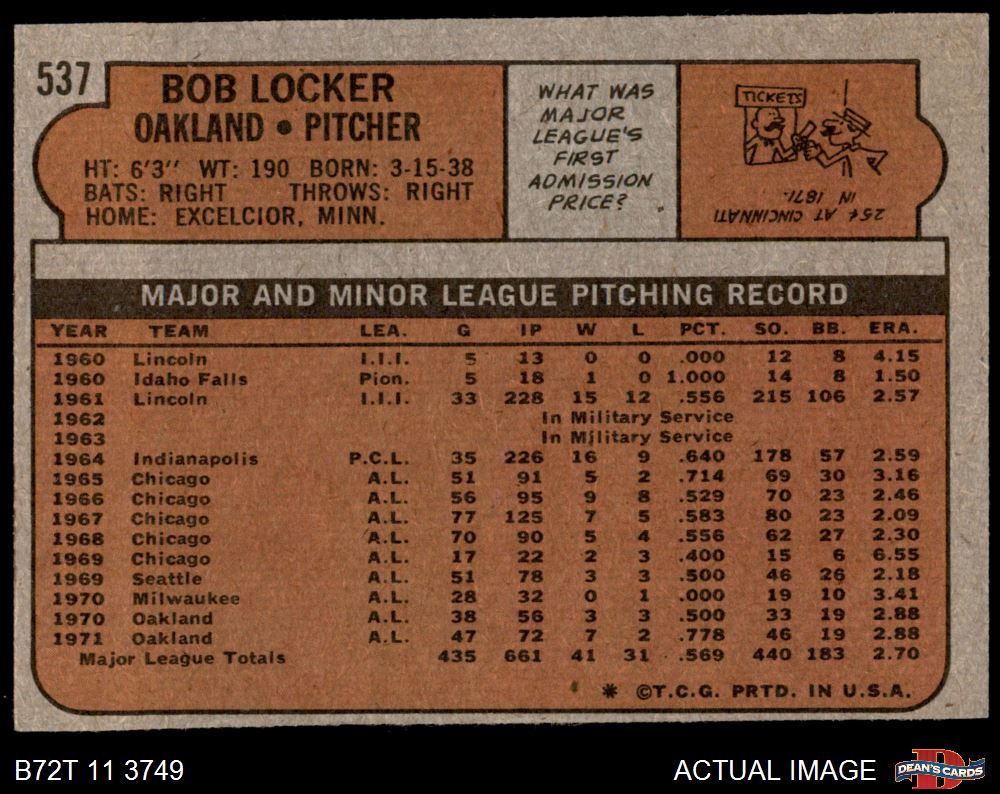 537
BOB LOCKER
OAKLAND • PITCHER
HT: 6'3" WT: 190 BORN: 3-15-38
BATS: RIGHT THROWS: RIGHT
HOME: EXCELCIOR, MINN.
WHAT WAS
MAJOR
LEAGUE'S
FIRST
ADMISSION
PRICE?
TICKETS
25¢ AT CINCINNATI
IN 1871.
MAJOR AND MINOR LEAGUE PITCHING RECORD
YEAR TEAM LEA. G IP W L PCT. SO. BB. ERA.
1960 Lincoln I.I.I. 5 13 0 0 .000 12 8 4.15
1960 Idaho Falls Pion. 5 18 1 0 1.000 14 8 1.50
1961 Lincoln I.I.I. 33 228 15 12 .556 215 106 2.57
1962 In Military Service
1963 In Military Service
1964 Indianapolis P.C.L. 35 226 16 9 .640 178 57 2.59
1965 Chicago A.L. 51 91 5 2 .714 69 30 3.16
1966 Chicago A.L. 56 95 9 8 .529 70 23 2.46
1967 Chicago A.L. 77 125 7 5 .583 80 23 2.09
1968 Chicago A.L. 70 90 5 4 .556 62 27 2.30
1969 Chicago A.L. 17 22 2 3 .400 15 6 6.55
1969 Seattle A.L. 51 78 3 3 .500 46 26 2.18
1970 Milwaukee A.L. 28 32 0 1 .000 19 10 3.41
1970 Oakland A.L. 38 56 3 3 .500 33 19 2.88
1971 Oakland A.L. 47 72 7 2 .778 46 19 2.88
Major League Totals 435 661 41 31 .569 440 183 2.70
* ©T.C.G. PRTD. IN U.S.A.
B72T 11 3749
ACTUAL IMAGE
DEAN'S CARDS